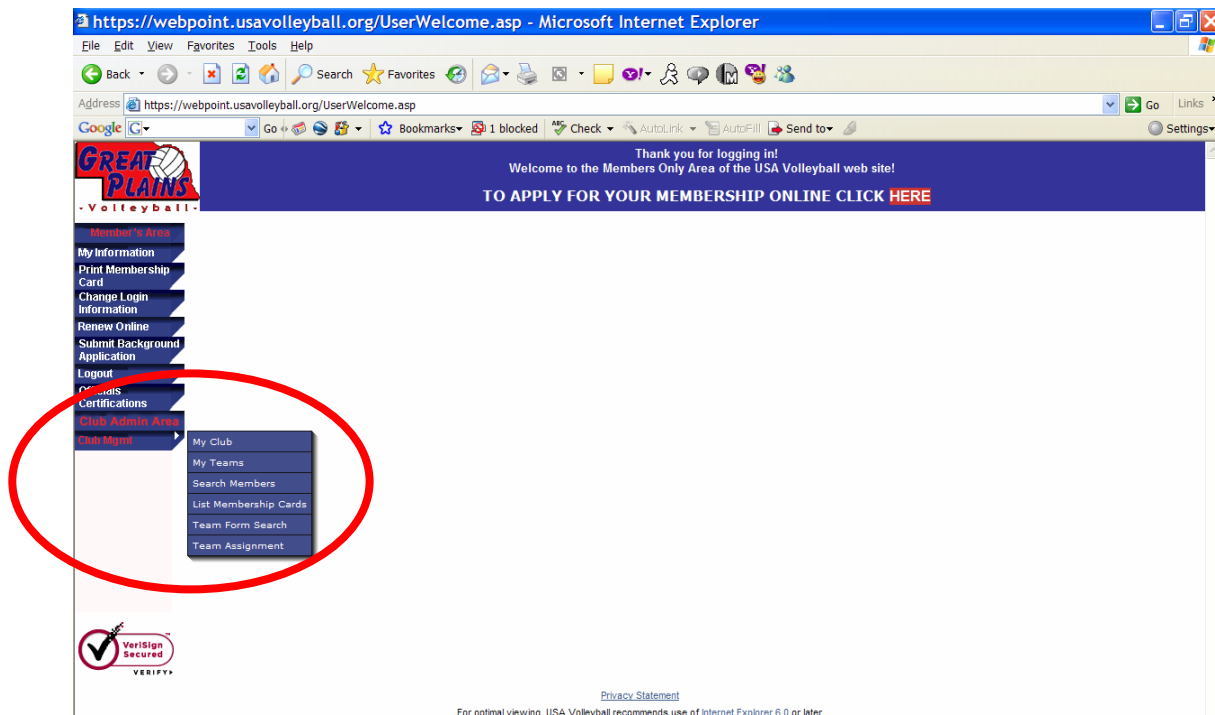 https://webpoint.usavolleyball.org/UserWelcome.asp - Microsoft Internet Explorer
File Edit View Favorites Tools Help
Back Search Favorites
Address https://webpoint.usavolleyball.org/UserWelcome.asp Go Links
Google G Go Bookmarks 1 blocked ABC Check AutoLink AutoFill Send to Settings
GREAT
PLAINS
- Volleyball -
Thank you for logging in!
Welcome to the Members Only Area of the USA Volleyball web site!
TO APPLY FOR YOUR MEMBERSHIP ONLINE CLICK HERE
Member's Area
My Information
Print Membership
Card
Change Login
Information
Renew Online
Submit Background
Application
Logout
Officials
Certifications
Club Admin Area
Club Mgmt
My Club
My Teams
Search Members
List Membership Cards
Team Form Search
Team Assignment
VeriSign
Secured
VERIFY
Privacy Statement
For optimal viewing, USA Volleyball recommends use of Internet Explorer 6.0 or later